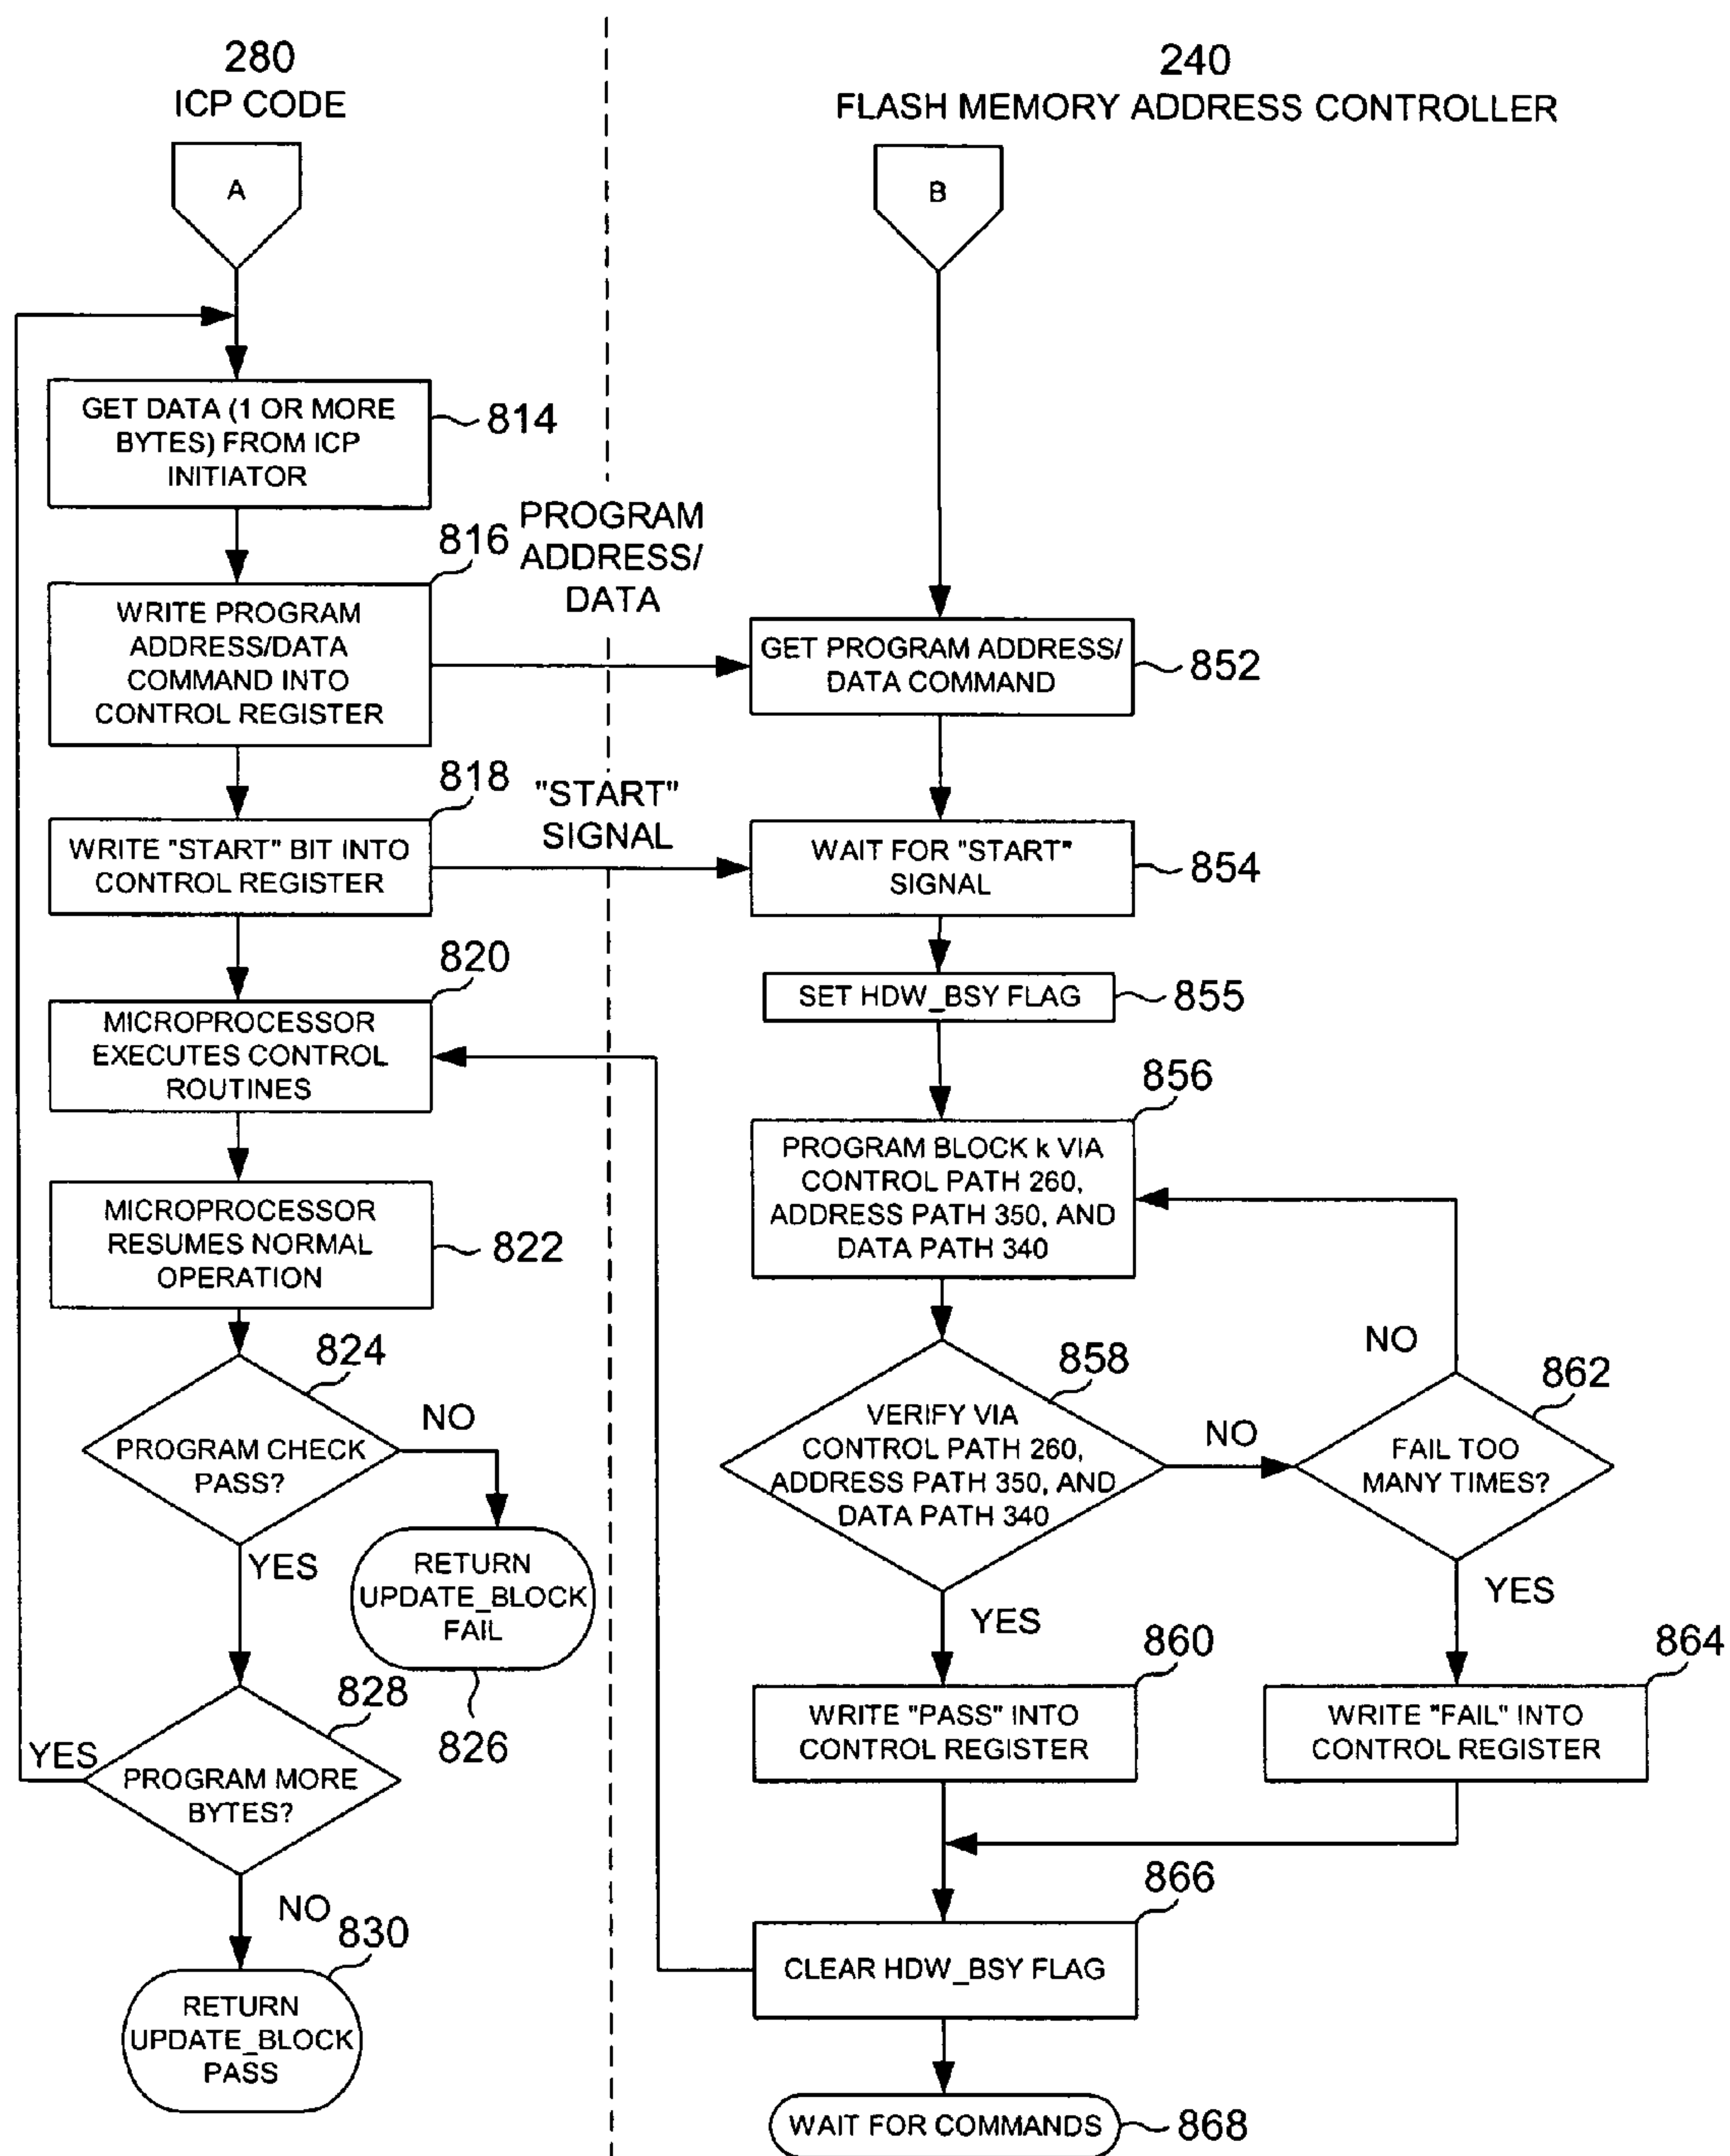 280
ICP CODE
A
GET DATA (1 OR MORE
BYTES) FROM ICP
INITIATOR
814
816
WRITE PROGRAM
ADDRESS/DATA
COMMAND INTO
CONTROL REGISTER
818
WRITE "START" BIT INTO
CONTROL REGISTER
820
MICROPROCESSOR
EXECUTES CONTROL
ROUTINES
MICROPROCESSOR
RESUMES NORMAL
OPERATION
822
824
PROGRAM CHECK
PASS?
NO
YES
RETURN
UPDATE_BLOCK
FAIL
826
828
PROGRAM MORE
BYTES?
YES
NO
830
RETURN
UPDATE_BLOCK
PASS
PROGRAM
ADDRESS/
DATA
"START"
SIGNAL
240
FLASH MEMORY ADDRESS CONTROLLER
B
GET PROGRAM ADDRESS/
DATA COMMAND
852
WAIT FOR "START"
SIGNAL
854
SET HDW_BSY FLAG
855
856
PROGRAM BLOCK k VIA
CONTROL PATH 260,
ADDRESS PATH 350, AND
DATA PATH 340
858
VERIFY VIA
CONTROL PATH 260,
ADDRESS PATH 350, AND
DATA PATH 340
NO
YES
NO
862
FAIL TOO
MANY TIMES?
YES
860
WRITE "PASS" INTO
CONTROL REGISTER
864
WRITE "FAIL" INTO
CONTROL REGISTER
866
CLEAR HDW_BSY FLAG
WAIT FOR COMMANDS
868